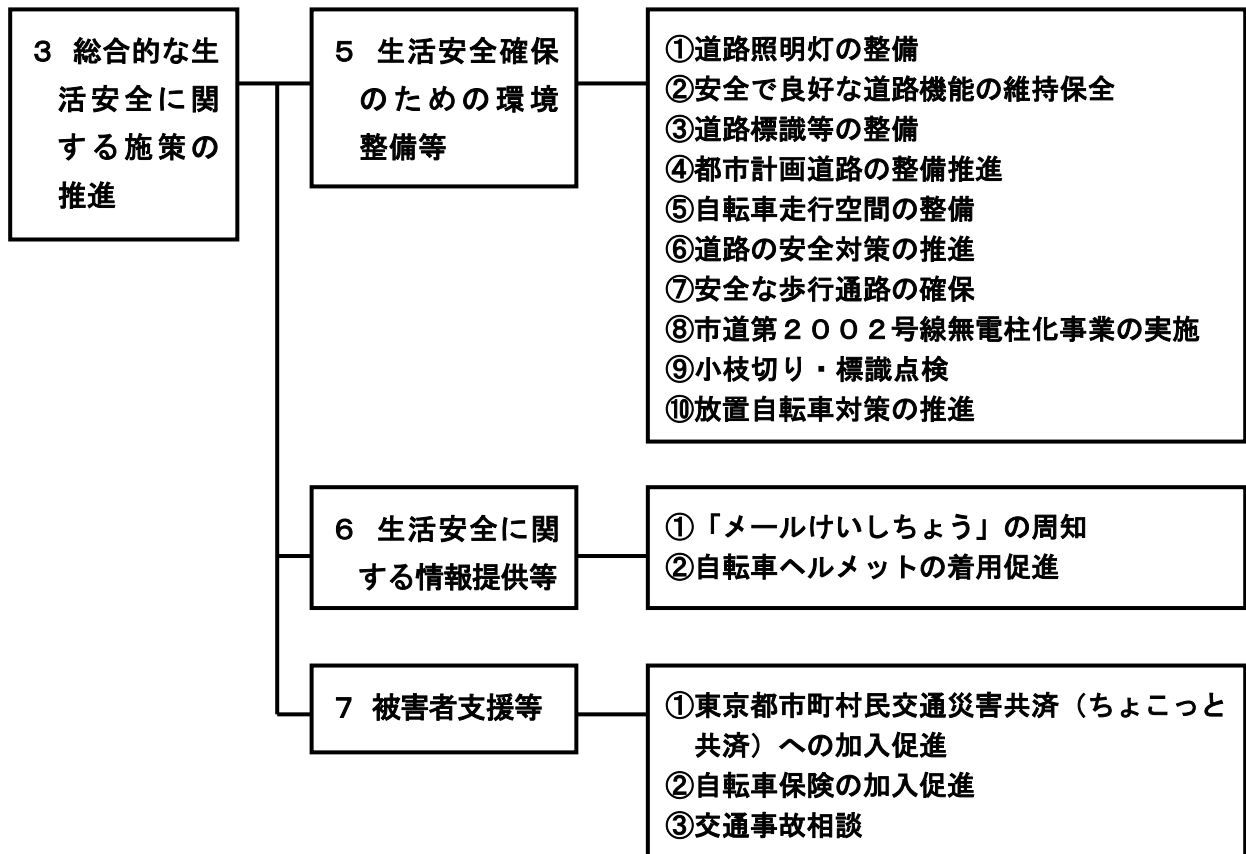 3 総合的な生
活安全に関
する施策の
推進
5 生活安全確保
のための環境
整備等
①道路照明灯の整備
②安全で良好な道路機能の維持保全
③道路標識等の整備
④都市計画道路の整備推進
⑤自転車走行空間の整備
⑥道路の安全対策の推進
⑦安全な歩行通路の確保
⑧市道第２００２号線無電柱化事業の実施
⑨小枝切り・標識点検
⑩放置自転車対策の推進
6 生活安全に関
する情報提供等
①「メールけいしちょう」の周知
②自転車ヘルメットの着用促進
7 被害者支援等
①東京都市町村民交通災害共済（ちょこっと
共済）への加入促進
②自転車保険の加入促進
③交通事故相談